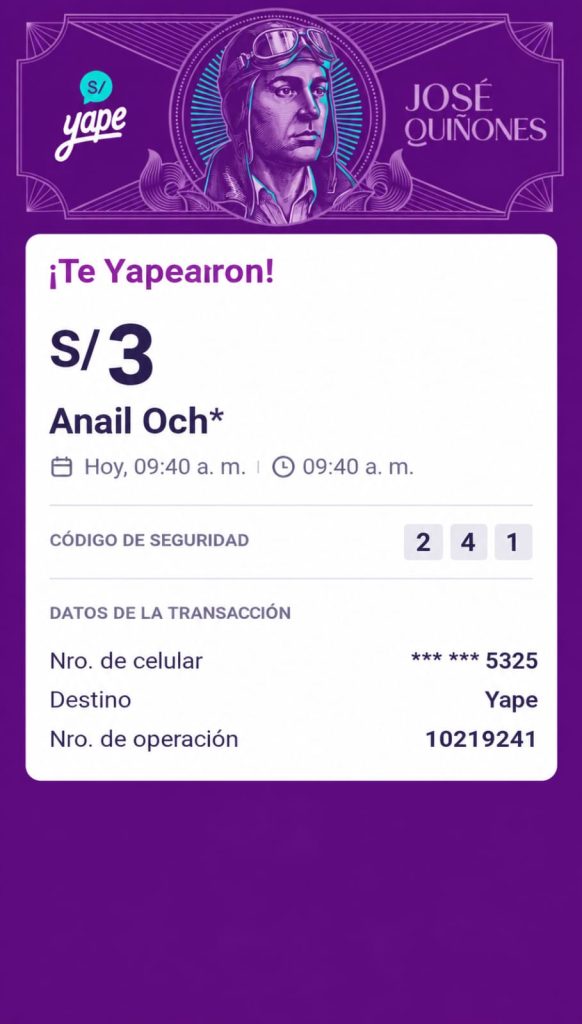 S/
yape
JOSÉ
QUIÑONES
¡Te Yapearron!
S/ 3
Anail Och*
Hoy, 09:40 a. m. | 09:40 a. m.
CÓDIGO DE SEGURIDAD 2 4 1
DATOS DE LA TRANSACCIÓN
Nro. de celular *** *** 5325
Destino Yape
Nro. de operación 10219241